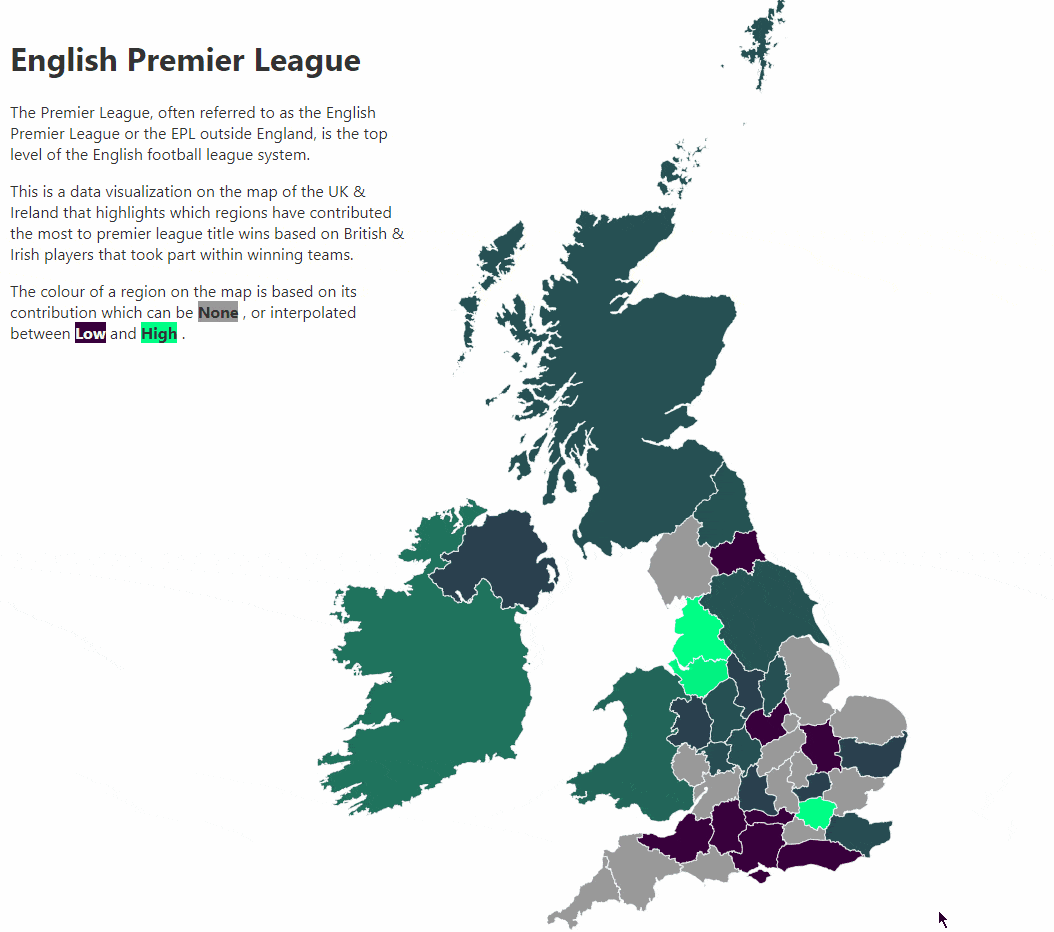 English Premier League
The Premier League, often referred to as the English
Premier League or the EPL outside England, is the top
level of the English football league system.
This is a data visualization on the map of the UK &
Ireland that highlights which regions have contributed
the most to premier league title wins based on British &
Irish players that took part within winning teams.
The colour of a region on the map is based on its
contribution which can be None , or interpolated
between Low and High .